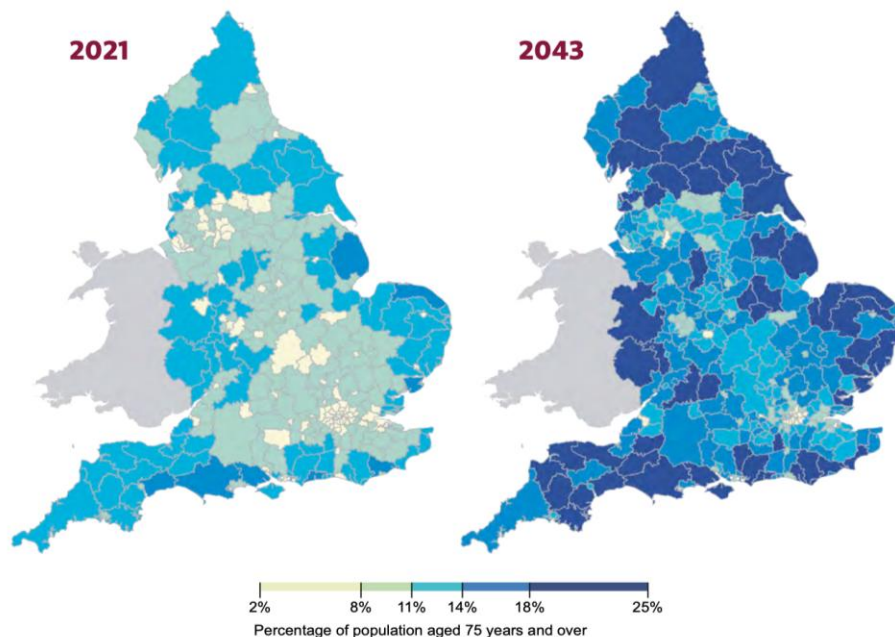 2021
2043
2% 8% 11% 14% 18% 25%
Percentage of population aged 75 years and over